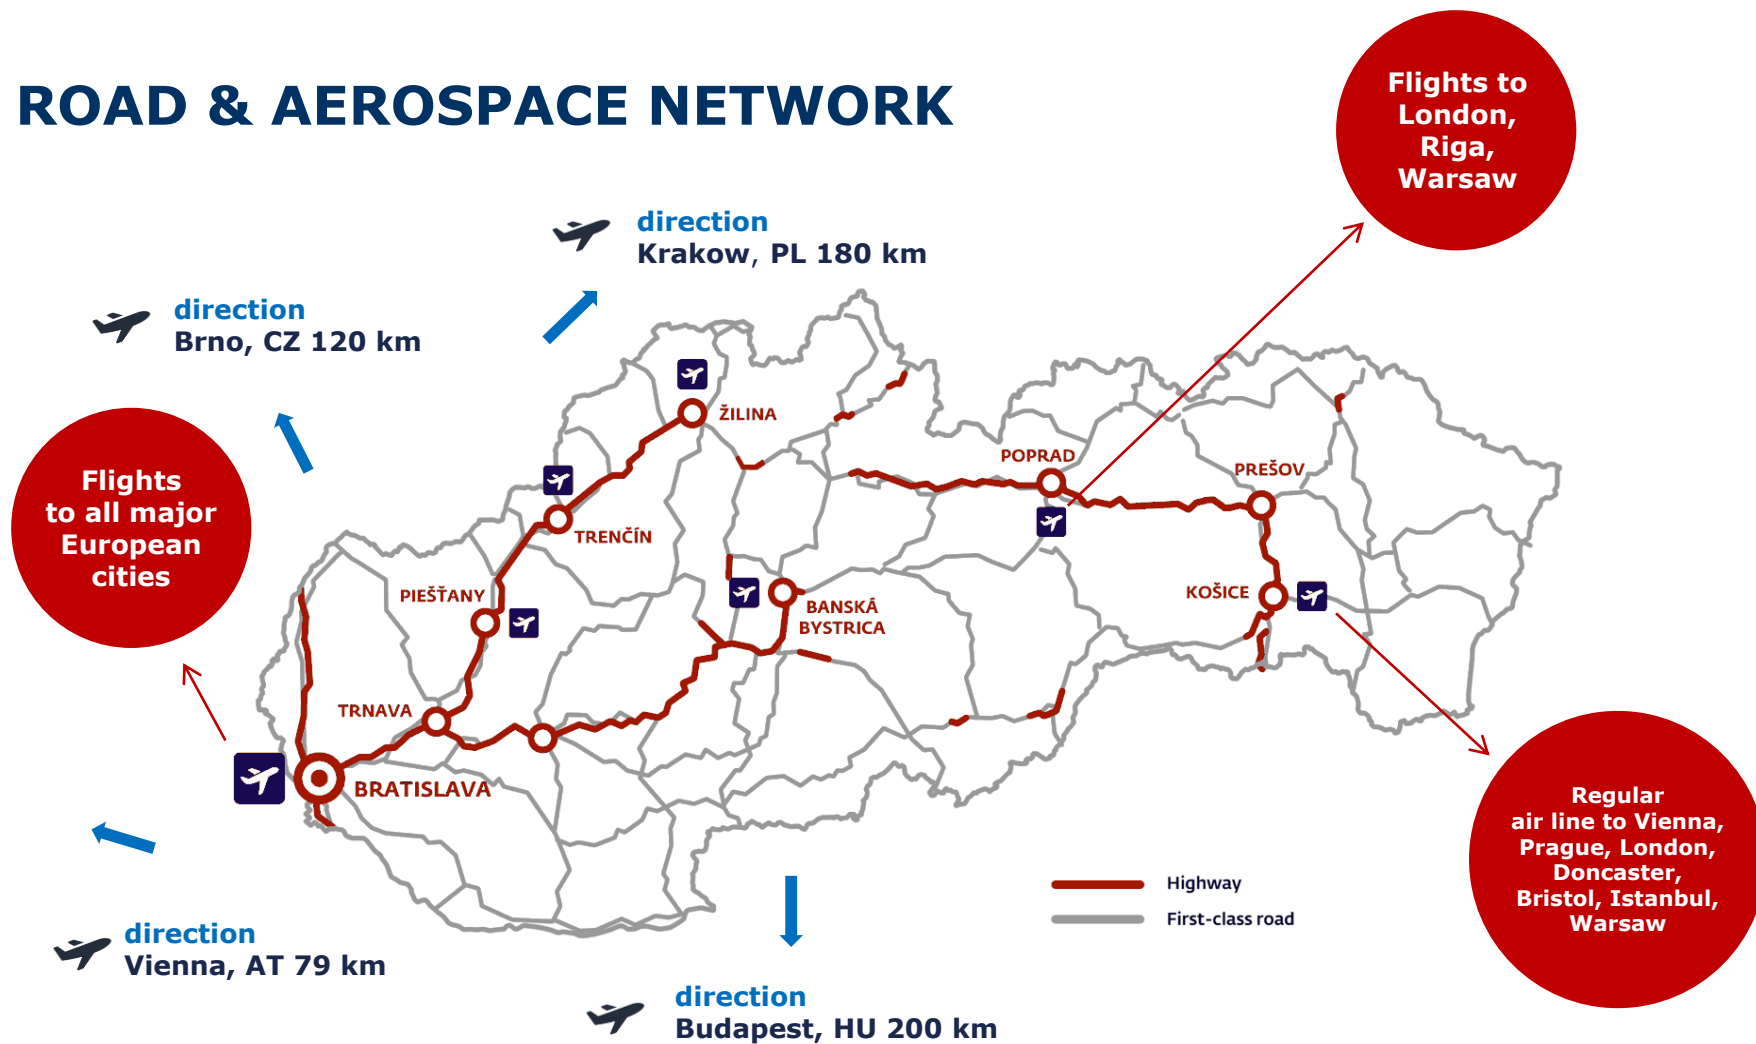 ROAD & AEROSPACE NETWORK
Flights to
London,
Riga,
Warsaw
direction
Krakow, PL 180 km
direction
Brno, CZ 120 km
Flights
to all major
European
cities
ŽILINA
POPRAD
PREŠOV
TRENČÍN
PIEŠŤANY
KOŠICE
BANSKÁ
BYSTRICA
TRNAVA
BRATISLAVA
Regular
air line to Vienna,
Prague, London,
Doncaster,
Bristol, Istanbul,
Warsaw
Highway
First-class road
direction
Vienna, AT 79 km
direction
Budapest, HU 200 km